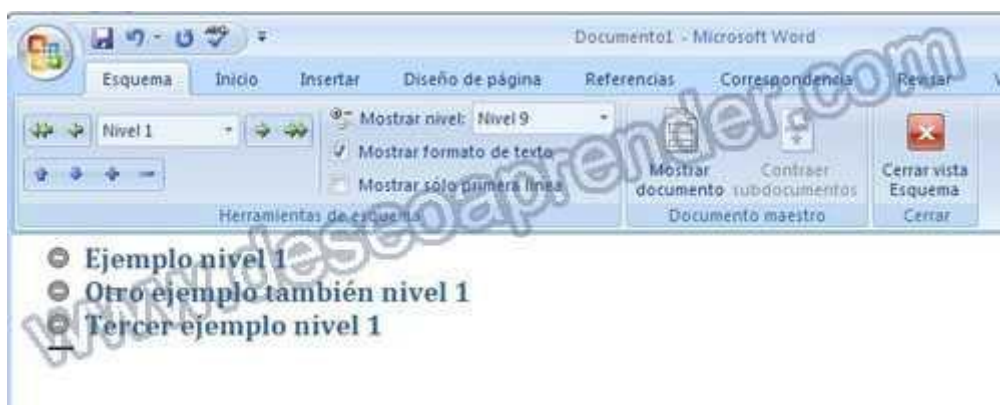 Documento1 - Microsoft Word
Esquema Inicio Insertar Diseño de página Referencias Correspondencia Revisar
Nivel 1 Mostrar nivel: Nivel 9
Mostrar formato de texto
Mostrar sólo primera línea
Mostrar documento
Contraer subdocumentos
Cerrar vista Esquema
Herramientas de esquema Documento maestro Cerrar
Ejemplo nivel 1
Otro ejemplo también nivel 1
Tercer ejemplo nivel 1
www.deseoaprender.com